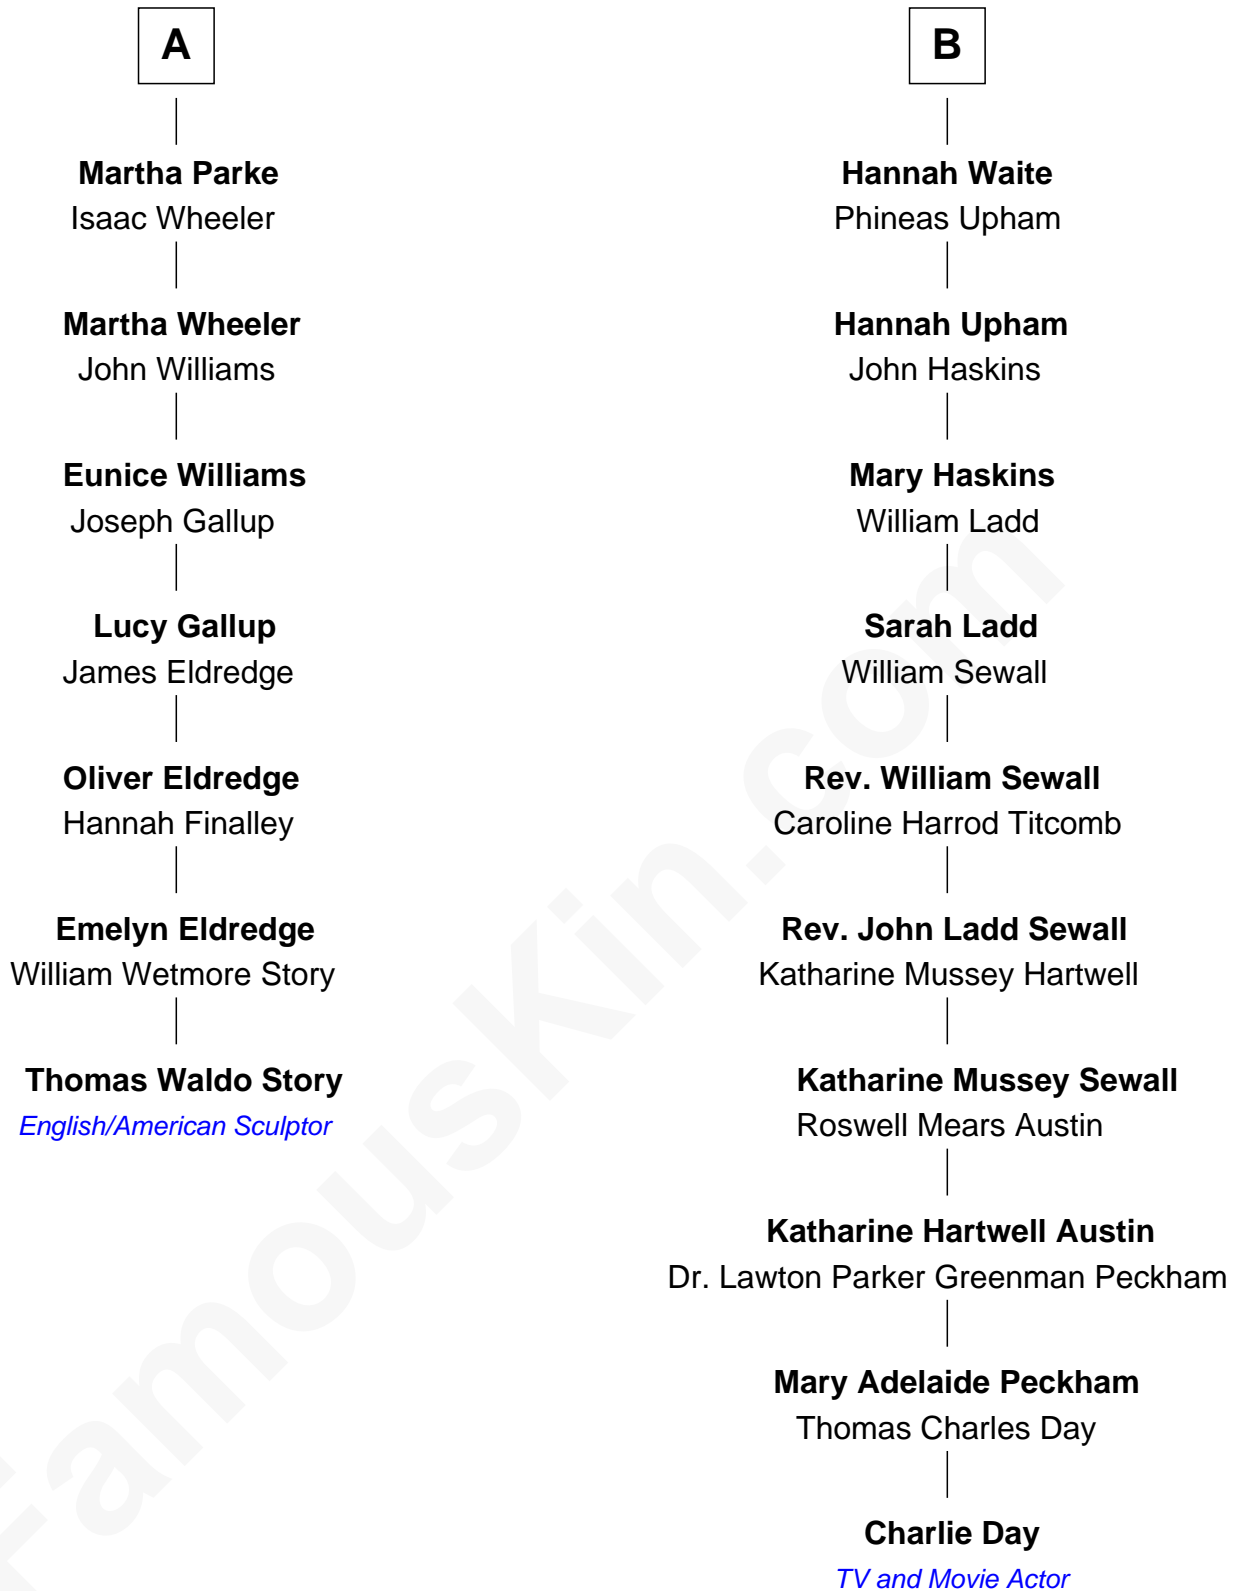 A
Martha Parke
Isaac Wheeler
Martha Wheeler
John Williams
Eunice Williams
Joseph Gallup
Lucy Gallup
James Eldredge
Oliver Eldredge
Hannah Finalley
Emelyn Eldredge
William Wetmore Story
Thomas Waldo Story
English/American Sculptor
B
Hannah Waite
Phineas Upham
Hannah Upham
John Haskins
Mary Haskins
William Ladd
Sarah Ladd
William Sewall
Rev. William Sewall
Caroline Harrod Titcomb
Rev. John Ladd Sewall
Katharine Mussey Hartwell
Katharine Mussey Sewall
Roswell Mears Austin
Katharine Hartwell Austin
Dr. Lawton Parker Greenman Peckham
Mary Adelaide Peckham
Thomas Charles Day
Charlie Day
TV and Movie Actor
FamousKin.com